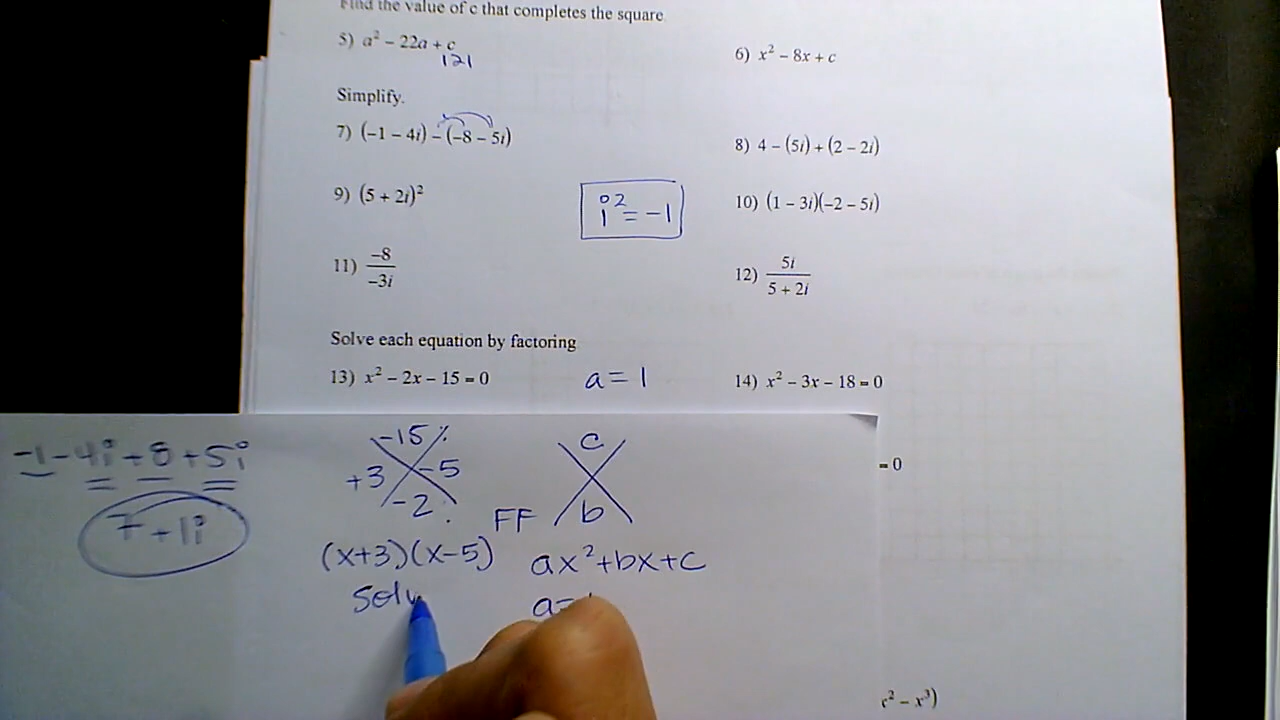 Find the value of c that completes the square
5) a² – 22a + c
121
6) x² – 8x + c
Simplify.
7) (–1 – 4i) – (–8 – 5i)
8) 4 – (5i) + (2 – 2i)
9) (5 + 2i)²
i² = –1
10) (1 – 3i)(–2 – 5i)
11) –8 / –3i
12) 5i / 5 + 2i
Solve each equation by factoring
13) x² – 2x – 15 = 0
a = 1
14) x² – 3x – 18 = 0
= 0
-1 - 4i + 8 + 5i
7 + 1i
-15
+3 -5
-2
c
b
FF
(x+3)(x-5)
ax²+bx+c
Solv
a=
– x³)